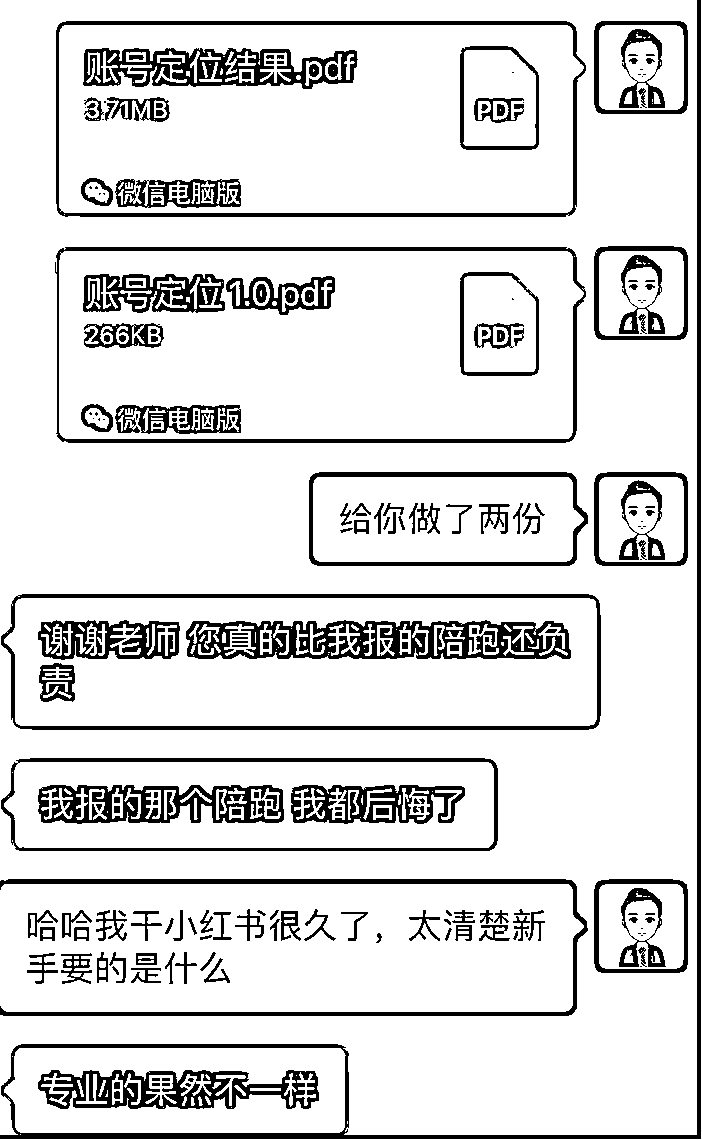 账号定位结果.pdf
3.71MB
PDF
微信电脑版
账号定位1.0.pdf
266KB
PDF
微信电脑版
给你做了两份
谢谢老师 您真的比我报的陪跑还负
责
我报的那个陪跑 我都后悔了
哈哈我干小红书很久了，太清楚新
手要的是什么
专业的果然不一样